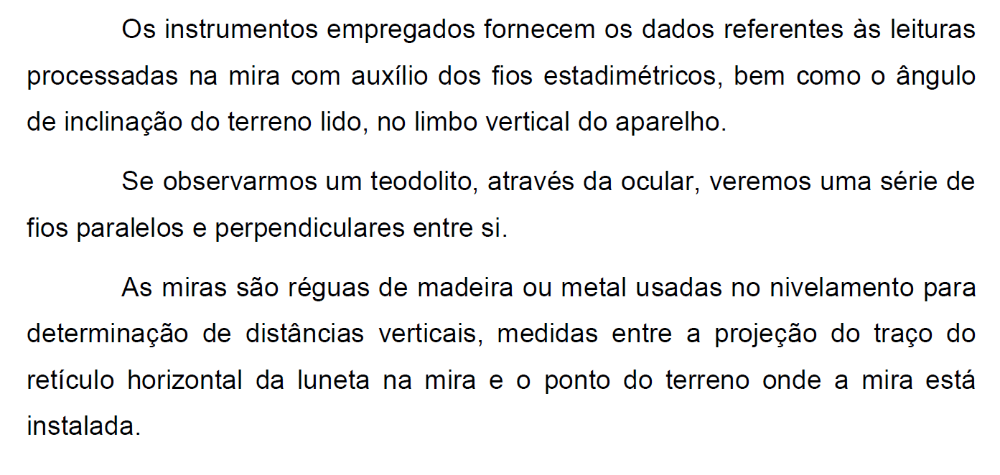 Os instrumentos empregados fornecem os dados referentes às leituras
processadas na mira com auxílio dos fios estadimétricos, bem como o ângulo
de inclinação do terreno lido, no limbo vertical do aparelho.
Se observarmos um teodolito, através da ocular, veremos uma série de
fios paralelos e perpendiculares entre si.
As miras são réguas de madeira ou metal usadas no nivelamento para
determinação de distâncias verticais, medidas entre a projeção do traço do
retículo horizontal da luneta na mira e o ponto do terreno onde a mira está
instalada.